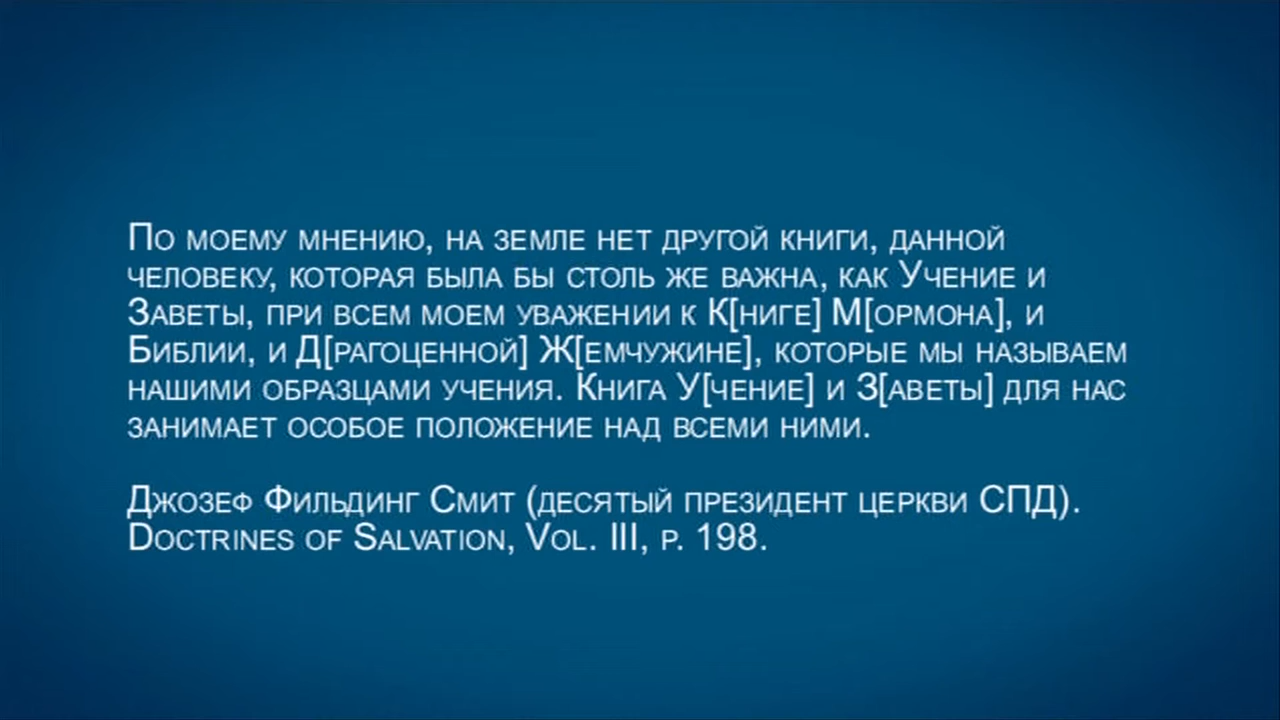 По моему мнению, на земле нет другой книги, данной
человеку, которая была бы столь же важна, как Учение и
Заветы, при всем моем уважении к К[ниге] М[ормона], и
Библии, и Д[рагоценной] Ж[емчужине], которые мы называем
нашими образцами учения. Книга У[чение] и З[аветы] для нас
занимает особое положение над всеми ними.
Джозеф Фильдинг Смит (десятый президент церкви СПД).
Doctrines of Salvation, Vol. III, p. 198.